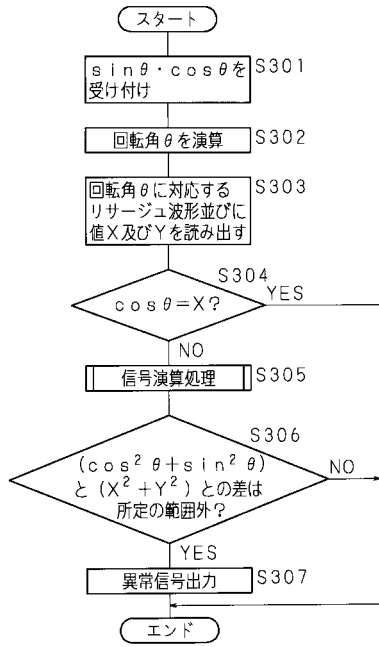 スタート
sinθ・cosθを
受け付け
S301
回転角θを演算
S302
回転角θに対応する
リサージュ波形並びに
値X及びYを読み出す
S303
S304
cosθ=X?
YES
NO
信号演算処理
S305
S306
(cos²θ+sin²θ)
と(X²+Y²)との差は
所定の範囲外?
NO
YES
異常信号出力
S307
エンド